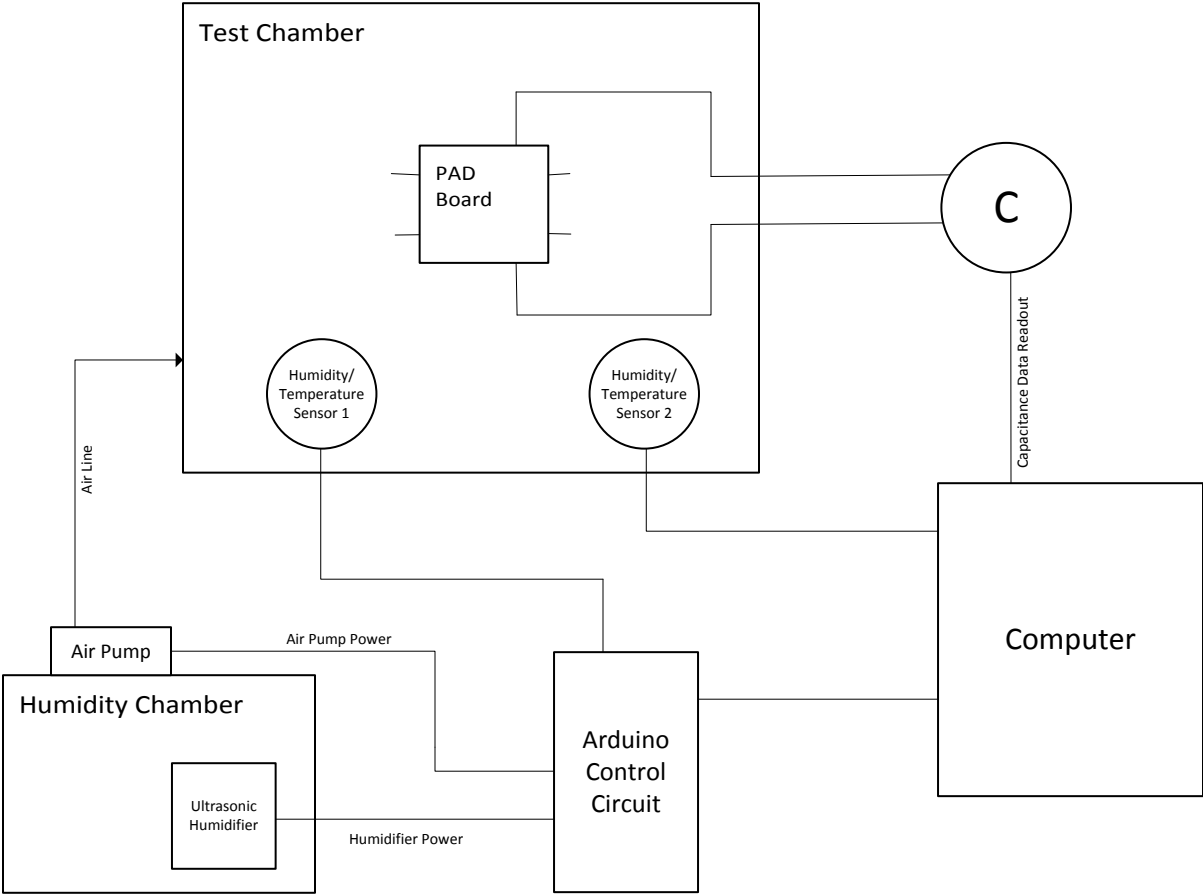 Test Chamber
PAD
Board
C
Humidity/
Temperature
Sensor 1
Humidity/
Temperature
Sensor 2
Capacitance Data Readout
Air Line
Air Pump
Air Pump Power
Computer
Humidity Chamber
Arduino
Control
Circuit
Ultrasonic
Humidifier
Humidifier Power